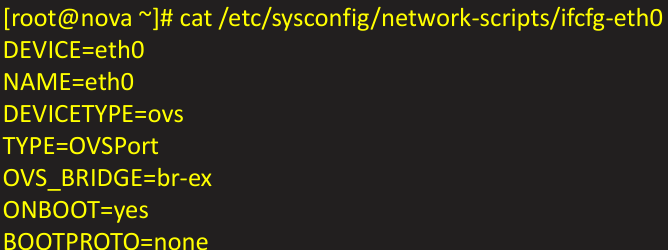 [root@nova ~]# cat /etc/sysconfig/network-scripts/ifcfg-eth0
DEVICE=eth0
NAME=eth0
DEVICETYPE=ovs
TYPE=OVSPort
OVS_BRIDGE=br-ex
ONBOOT=yes
BOOTPROTO=none